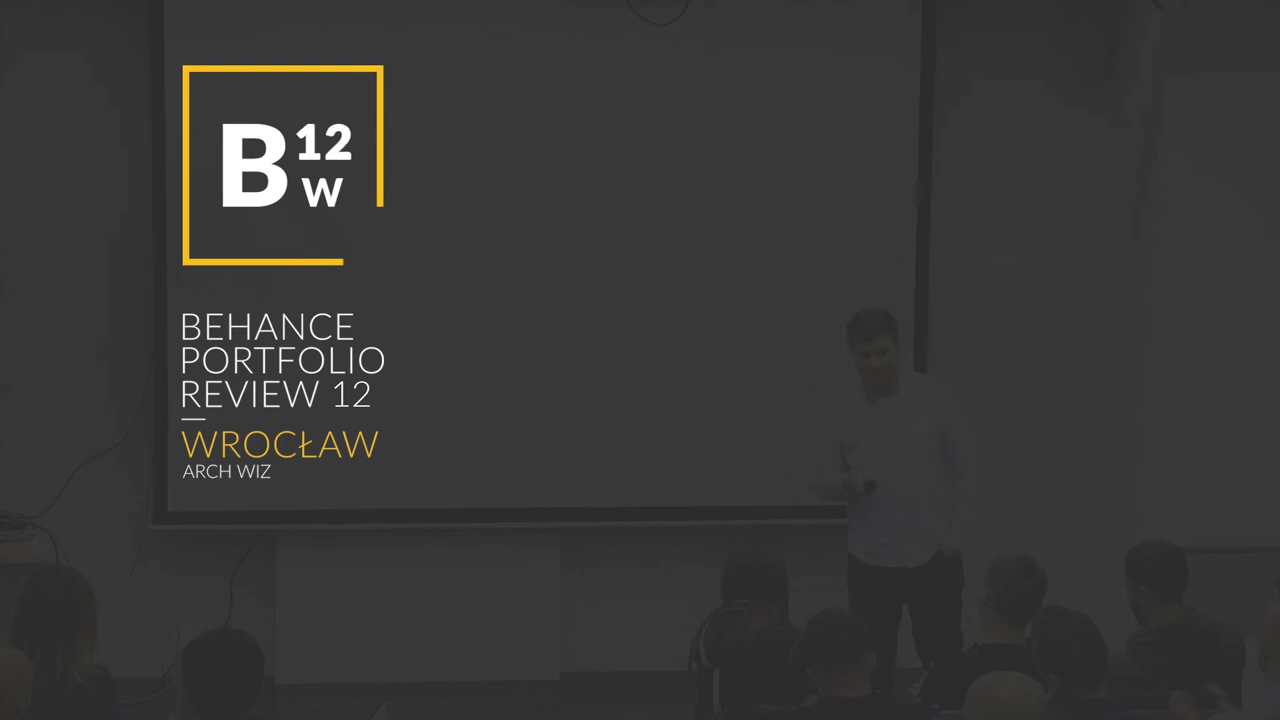 B 12
W
BEHANCE
PORTFOLIO
REVIEW 12
WROCŁAW
ARCH WIZ